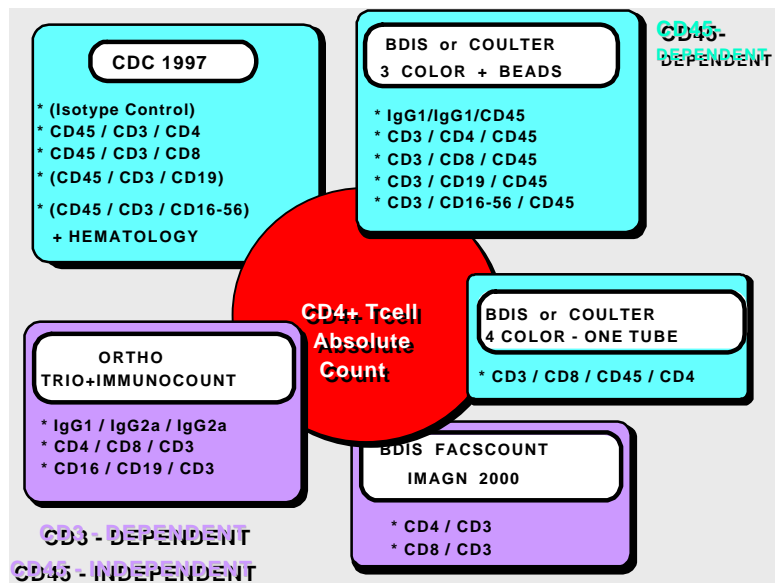 CDC 1997
* (Isotype Control)
* CD45 / CD3 / CD4
* CD45 / CD3 / CD8
* (CD45 / CD3 / CD19)
* (CD45 / CD3 / CD16-56)
+ HEMATOLOGY
BDIS or COULTER
3 COLOR + BEADS
* IgG1/IgG1/CD45
* CD3 / CD4 / CD45
* CD3 / CD8 / CD45
* CD3 / CD19 / CD45
* CD3 / CD16-56 / CD45
CD45-
DEPENDENT
CD4+ Tcell
Absolute
Count
BDIS or COULTER
4 COLOR - ONE TUBE
* CD3 / CD8 / CD45 / CD4
ORTHO
TRIO+IMMUNOCOUNT
* IgG1 / IgG2a / IgG2a
* CD4 / CD8 / CD3
* CD16 / CD19 / CD3
BDIS FACSCOUNT
IMAGN 2000
* CD4 / CD3
* CD8 / CD3
CD3 - DEPENDENT
CD45 - INDEPENDENT